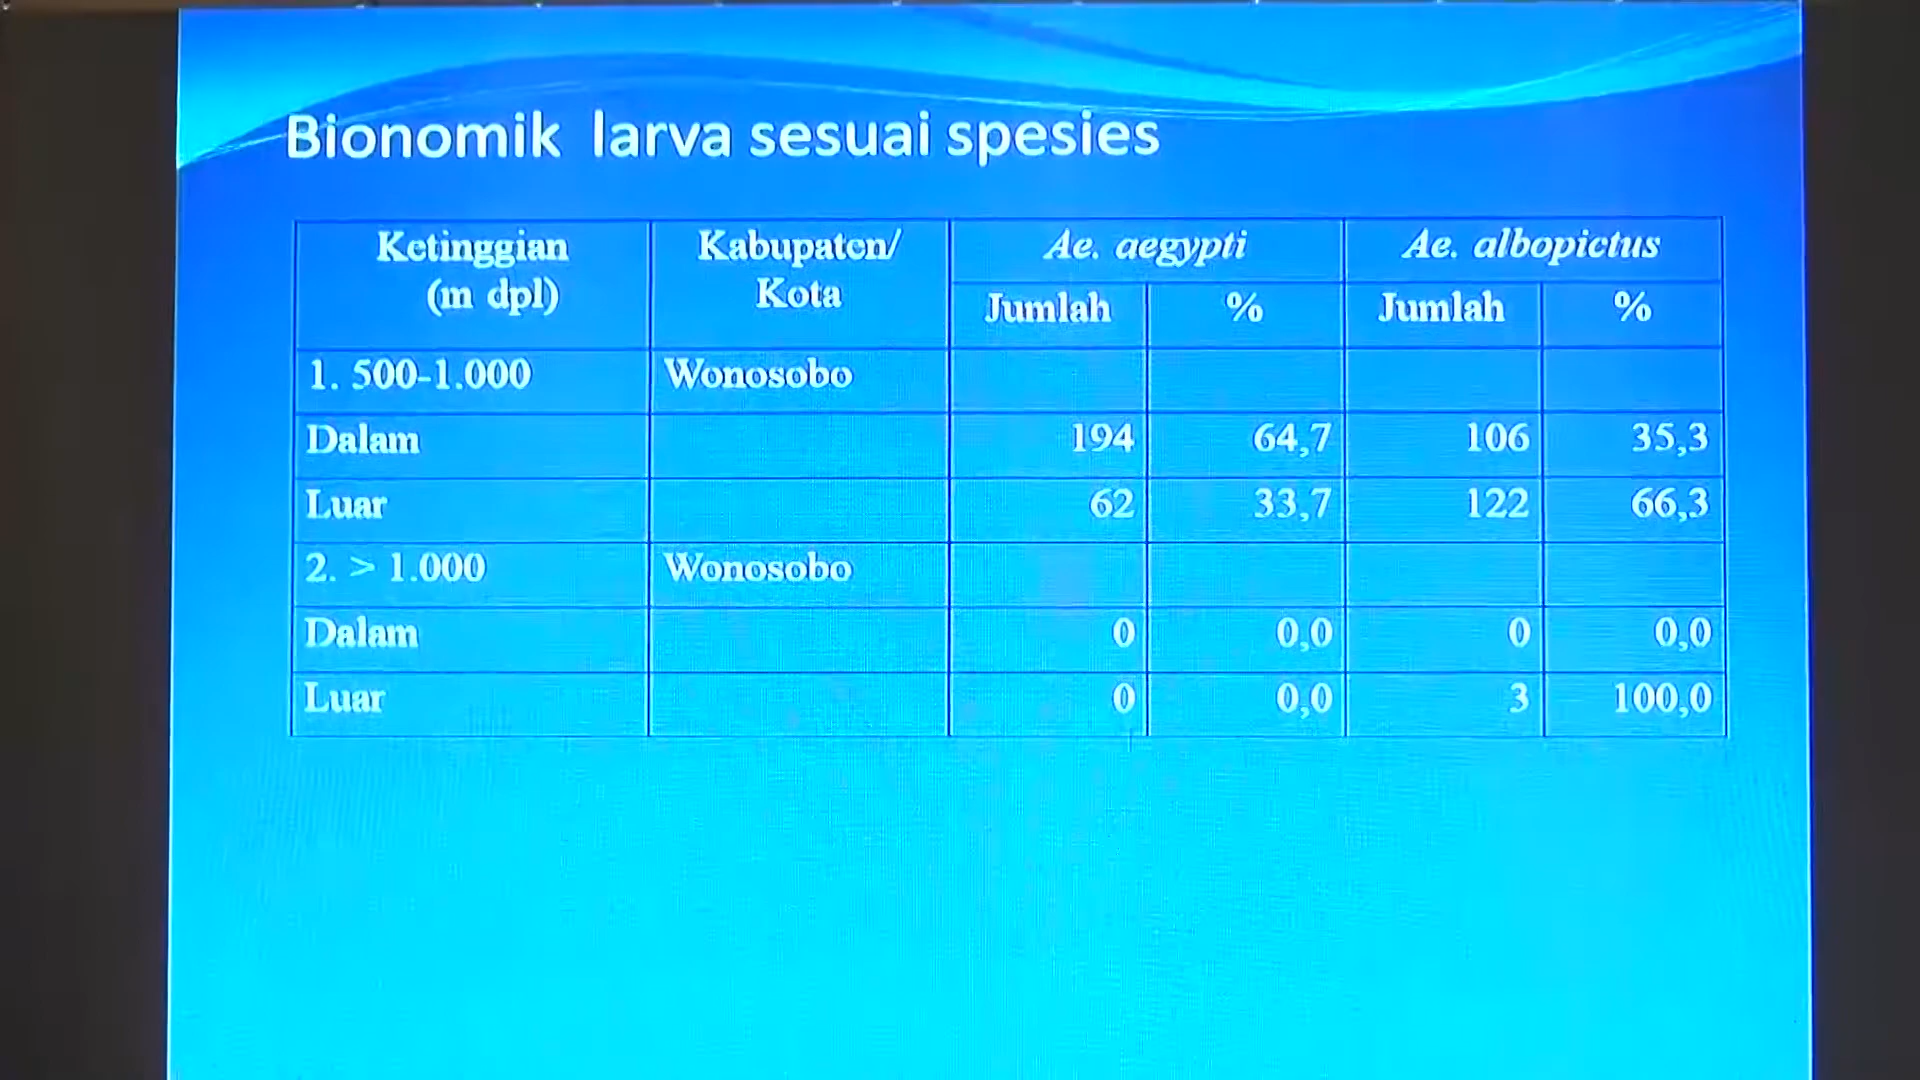 Bionomik larva sesuai spesies
Ketinggian (m dpl) Kabupaten/ Kota Ae. aegypti Ae. albopictus
Jumlah % Jumlah %
1. 500-1.000 Wonosobo
Dalam 194 64,7 106 35,3
Luar 62 33,7 122 66,3
2. > 1.000 Wonosobo
Dalam 0 0,0 0 0,0
Luar 0 0,0 3 100,0